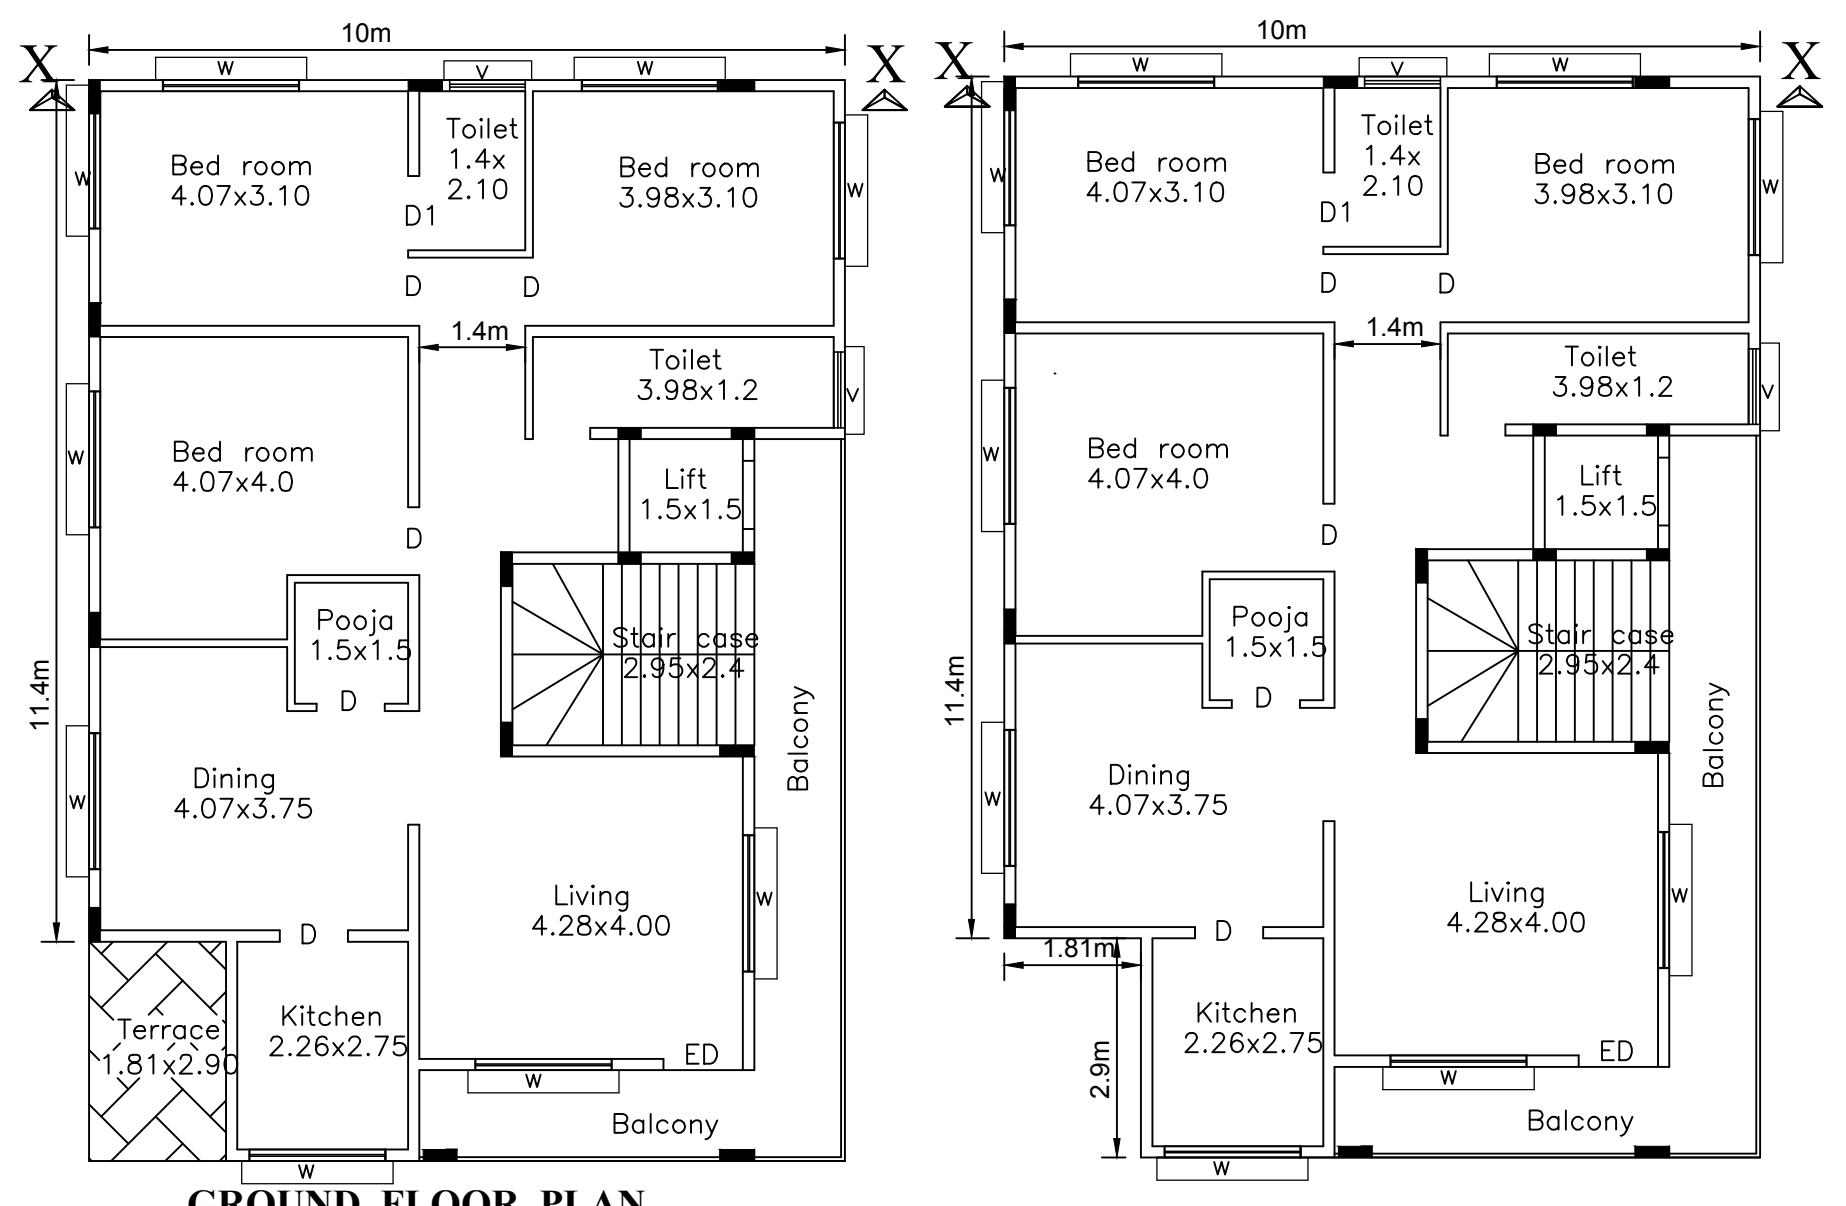 10m
X
X
W
V
W
Toilet
1.4x
2.10
Bed room
4.07x3.10
Bed room
3.98x3.10
W
W
D1
D
D
1.4m
Toilet
3.98x1.2
V
Bed room
4.07x4.0
W
Lift
1.5x1.5
D
Pooja
1.5x1.5
Stair case
2.95x2.4
D
11.4m
Balcony
Dining
4.07x3.75
W
Living
4.28x4.00
W
D
Terrace
1.81x2.90
Kitchen
2.26x2.75
ED
W
Balcony
W
GROUND FLOOR PLAN
10m
X
X
W
V
W
Toilet
1.4x
2.10
Bed room
4.07x3.10
Bed room
3.98x3.10
W
W
D1
D
D
1.4m
Toilet
3.98x1.2
V
Bed room
4.07x4.0
W
Lift
1.5x1.5
D
Pooja
1.5x1.5
Stair case
2.95x2.4
D
11.4m
Balcony
Dining
4.07x3.75
W
Living
4.28x4.00
W
D
1.81m
Kitchen
2.26x2.75
2.9m
ED
W
Balcony
W